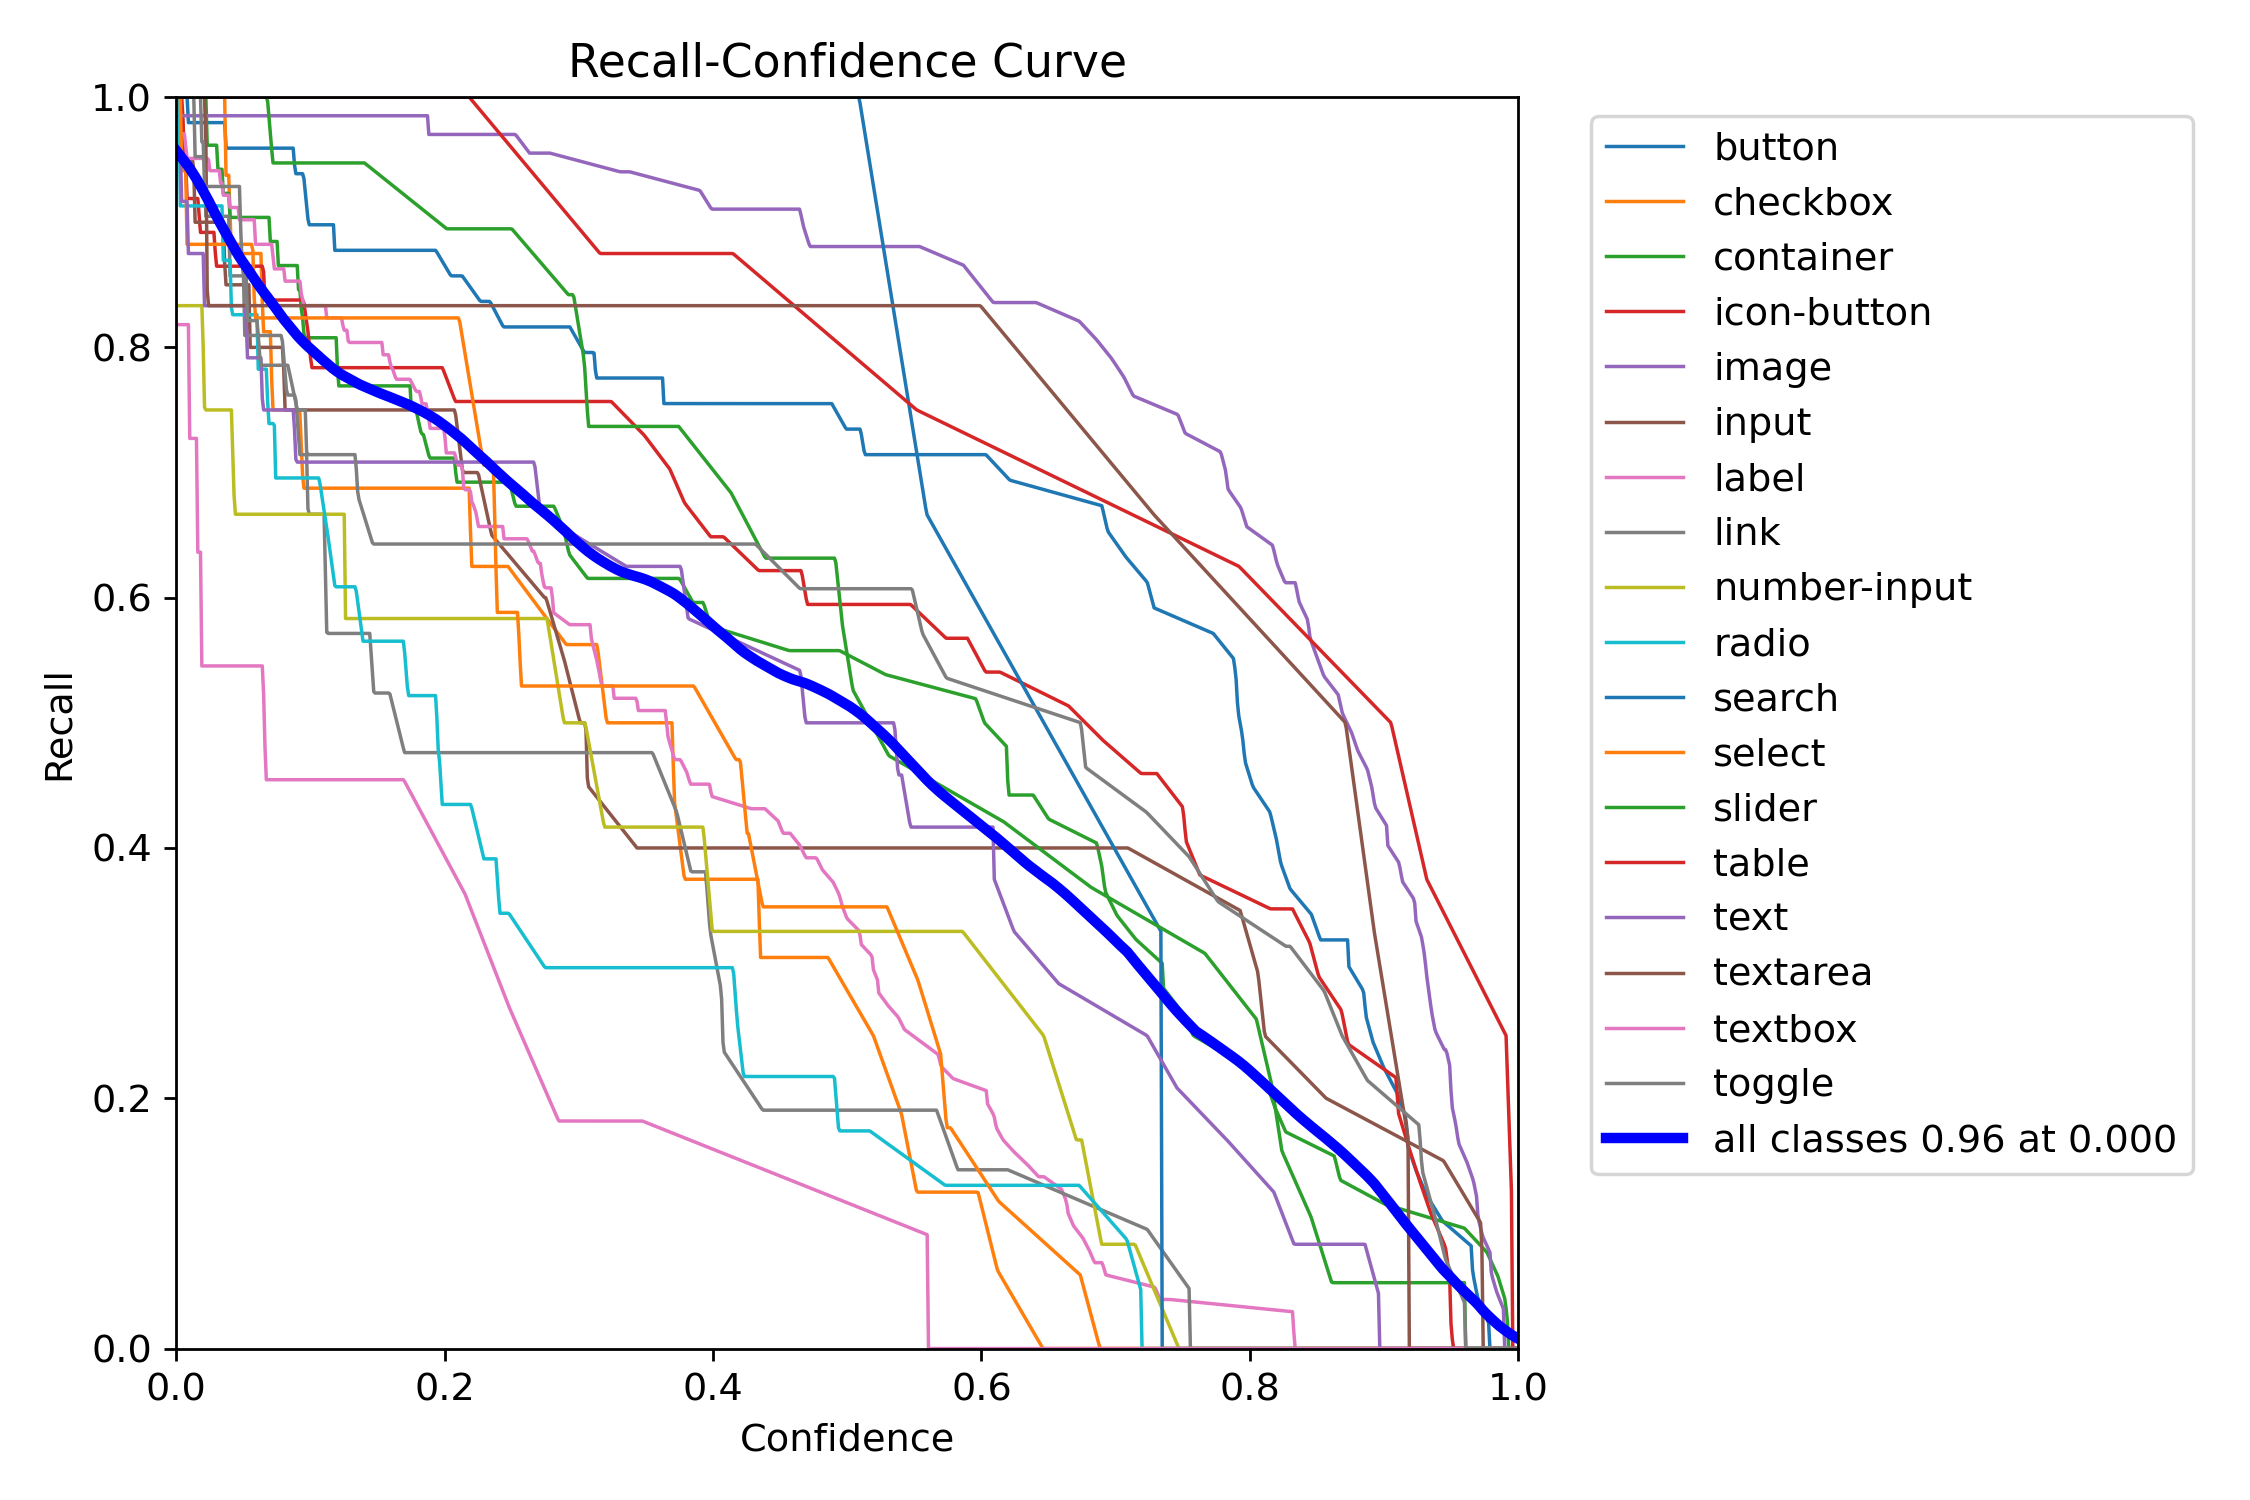 Recall-Confidence Curve
1.0
0.8
0.6
0.4
0.2
0.0
Recall
0.0 0.2 0.4 0.6 0.8 1.0
Confidence
button
checkbox
container
icon-button
image
input
label
link
number-input
radio
search
select
slider
table
text
textarea
textbox
toggle
all classes 0.96 at 0.000